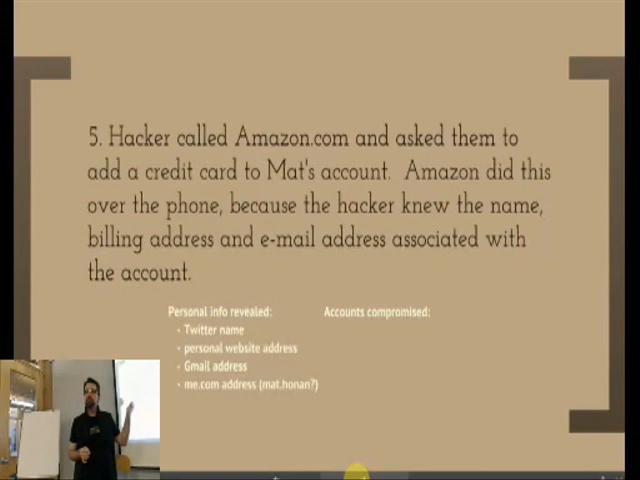 5. Hacker called Amazon.com and asked them to
add a credit card to Mat's account. Amazon did this
over the phone, because the hacker knew the name,
billing address and e-mail address associated with
the account.
Personal info revealed:
• Twitter name
• personal website address
• Gmail address
• me.com address (mat.honan?)
Accounts compromised: